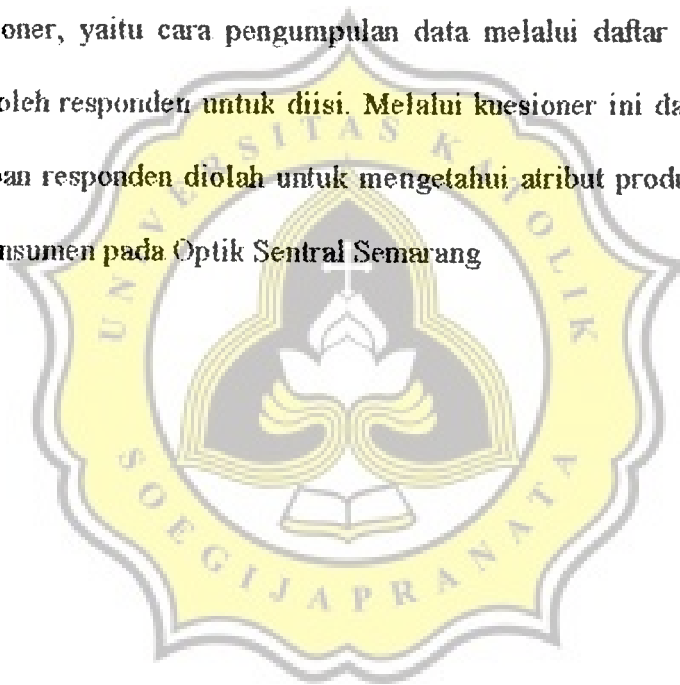 oner, yaitu cara pengumpulan data melalui daftar
oleh responden untuk diisi. Melalui kuesioner ini da
an responden diolah untuk mengetahui atribut produ
nsumen pada Optik Sentral Semarang
UNIVERSITAS KATOLIK
SOEGIJAPRANATA